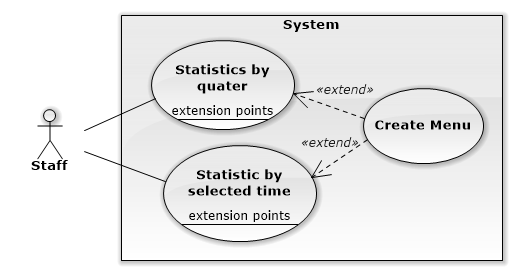 System
Statistics by
quater
extension points
«extend»
Create Menu
«extend»
Staff
Statistic by
selected time
extension points